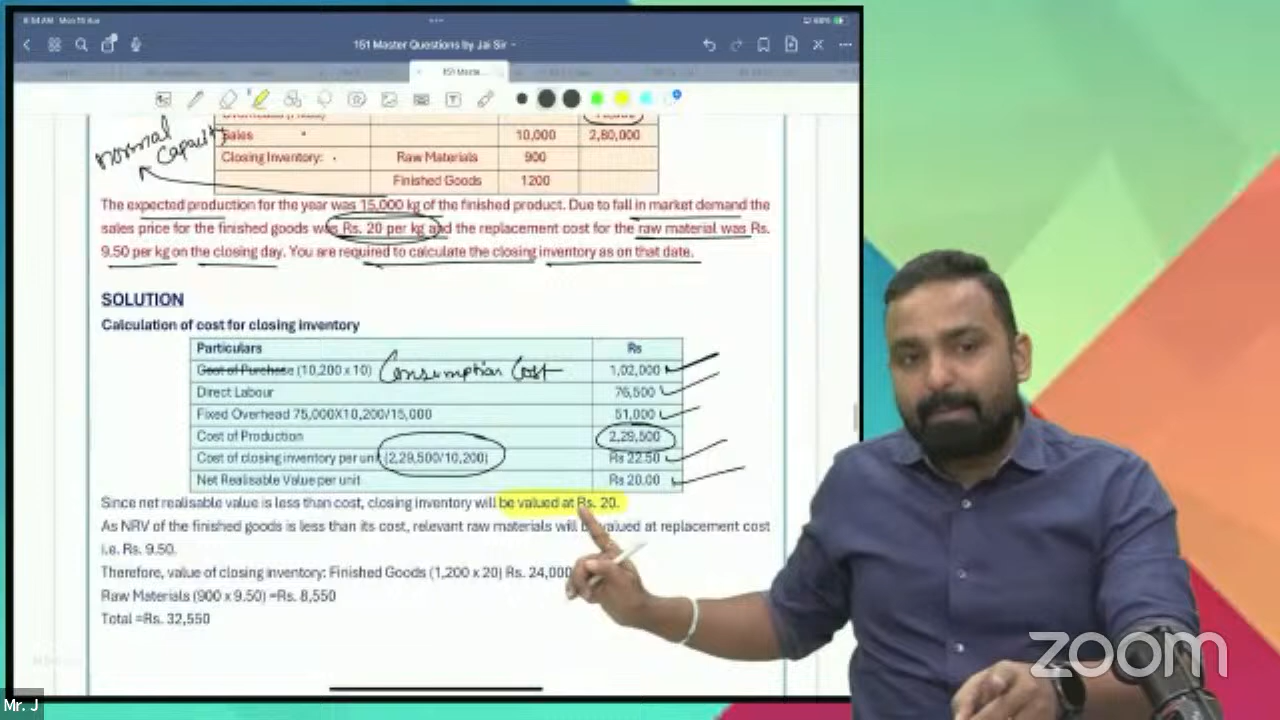 8:54 AM Mon 15 Apr
151 Master Questions by Jai Sir
151 Maste...
normal
capacity
Sales 10,000 2,80,000
Closing Inventory: Raw Materials 900
Finished Goods 1200
The expected production for the year was 15,000 kg of the finished product. Due to fall in market demand the
sales price for the finished goods was Rs. 20 per kg and the replacement cost for the raw material was Rs.
9.50 per kg on the closing day. You are required to calculate the closing inventory as on that date.
SOLUTION
Calculation of cost for closing inventory
Particulars Rs
Cost of Purchase (10,200 x 10) Consumption Cost 1,02,000
Direct Labour 76,500
Fixed Overhead 75,000X10,200/15,000 51,000
Cost of Production 2,29,500
Cost of closing inventory per unit (2,29,500/10,200) Rs 22.50
Net Realisable Value per unit Rs 20.00
Since net realisable value is less than cost, closing inventory will be valued at Rs. 20.
As NRV of the finished goods is less than its cost, relevant raw materials will be valued at replacement cost
i.e. Rs. 9.50.
Therefore, value of closing inventory: Finished Goods (1,200 x 20) Rs. 24,000
Raw Materials (900 x 9.50) =Rs. 8,550
Total =Rs. 32,550
zoom
Mr. J